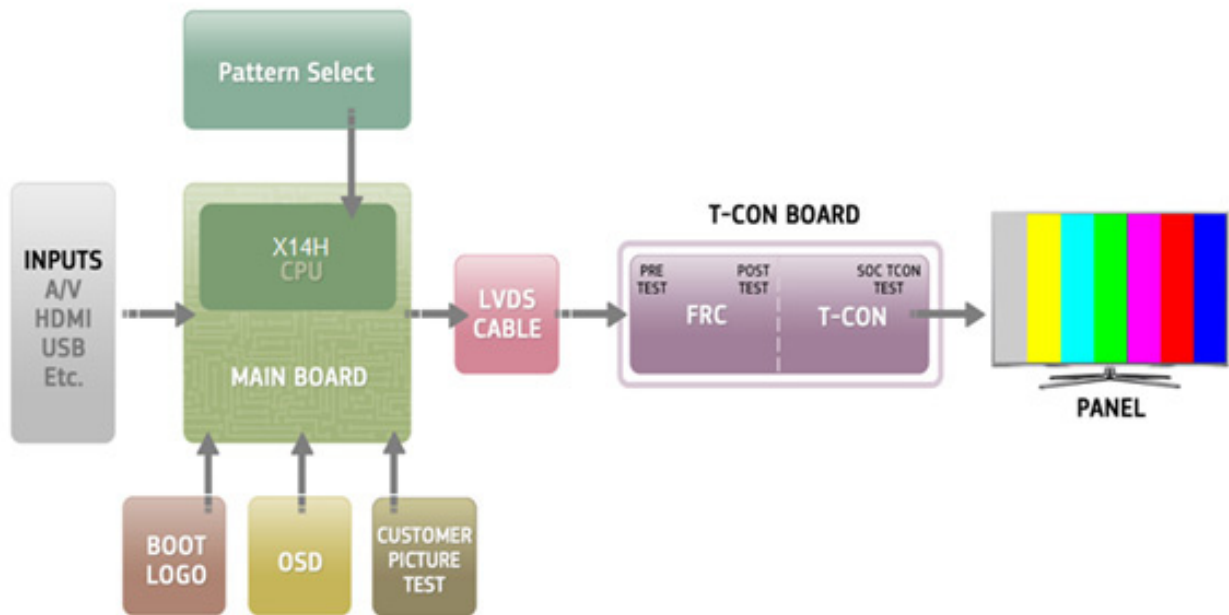 Pattern Select
INPUTS
A/V
HDMI
USB
Etc.
X14H
CPU
MAIN BOARD
LVDS
CABLE
T-CON BOARD
PRE
TEST
POST
TEST
SOC TCON
TEST
FRC
T-CON
PANEL
BOOT
LOGO
OSD
CUSTOMER
PICTURE
TEST